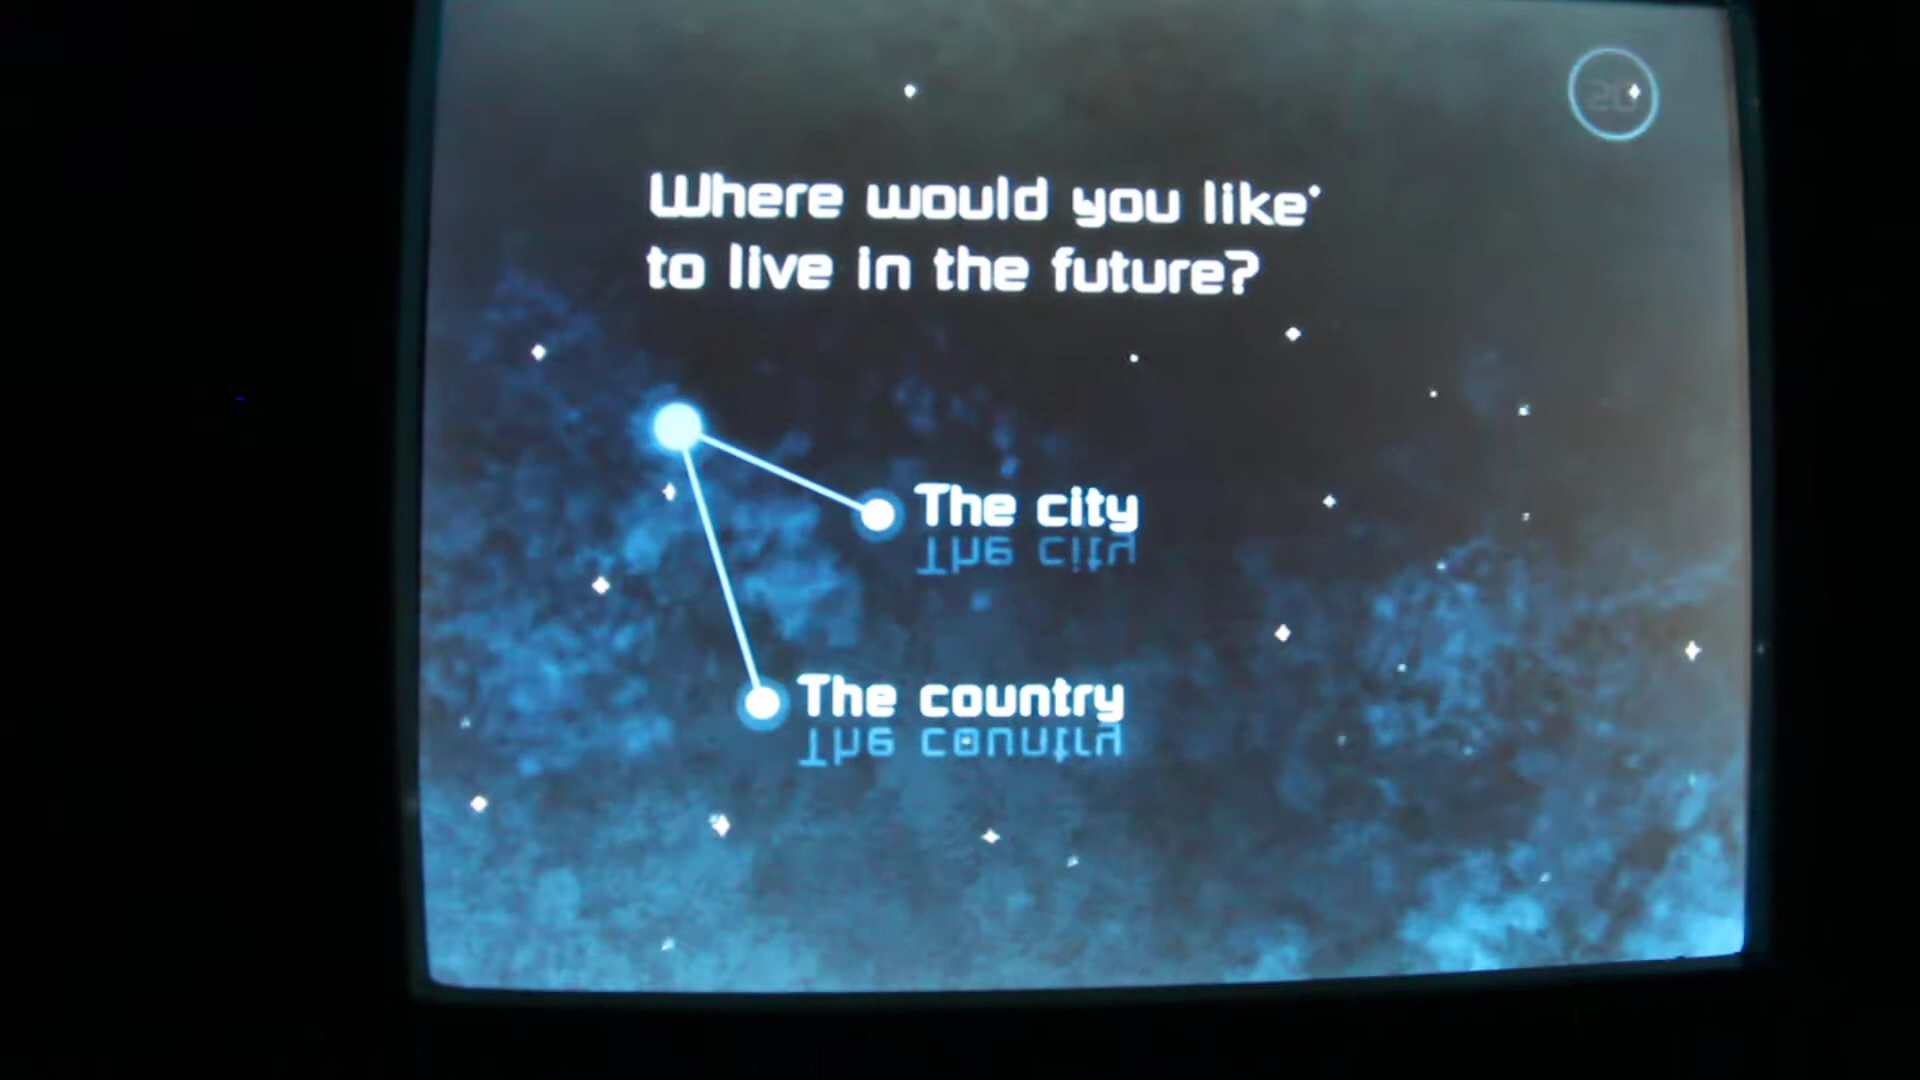 20
Where would you like
to live in the future?
The city
The country